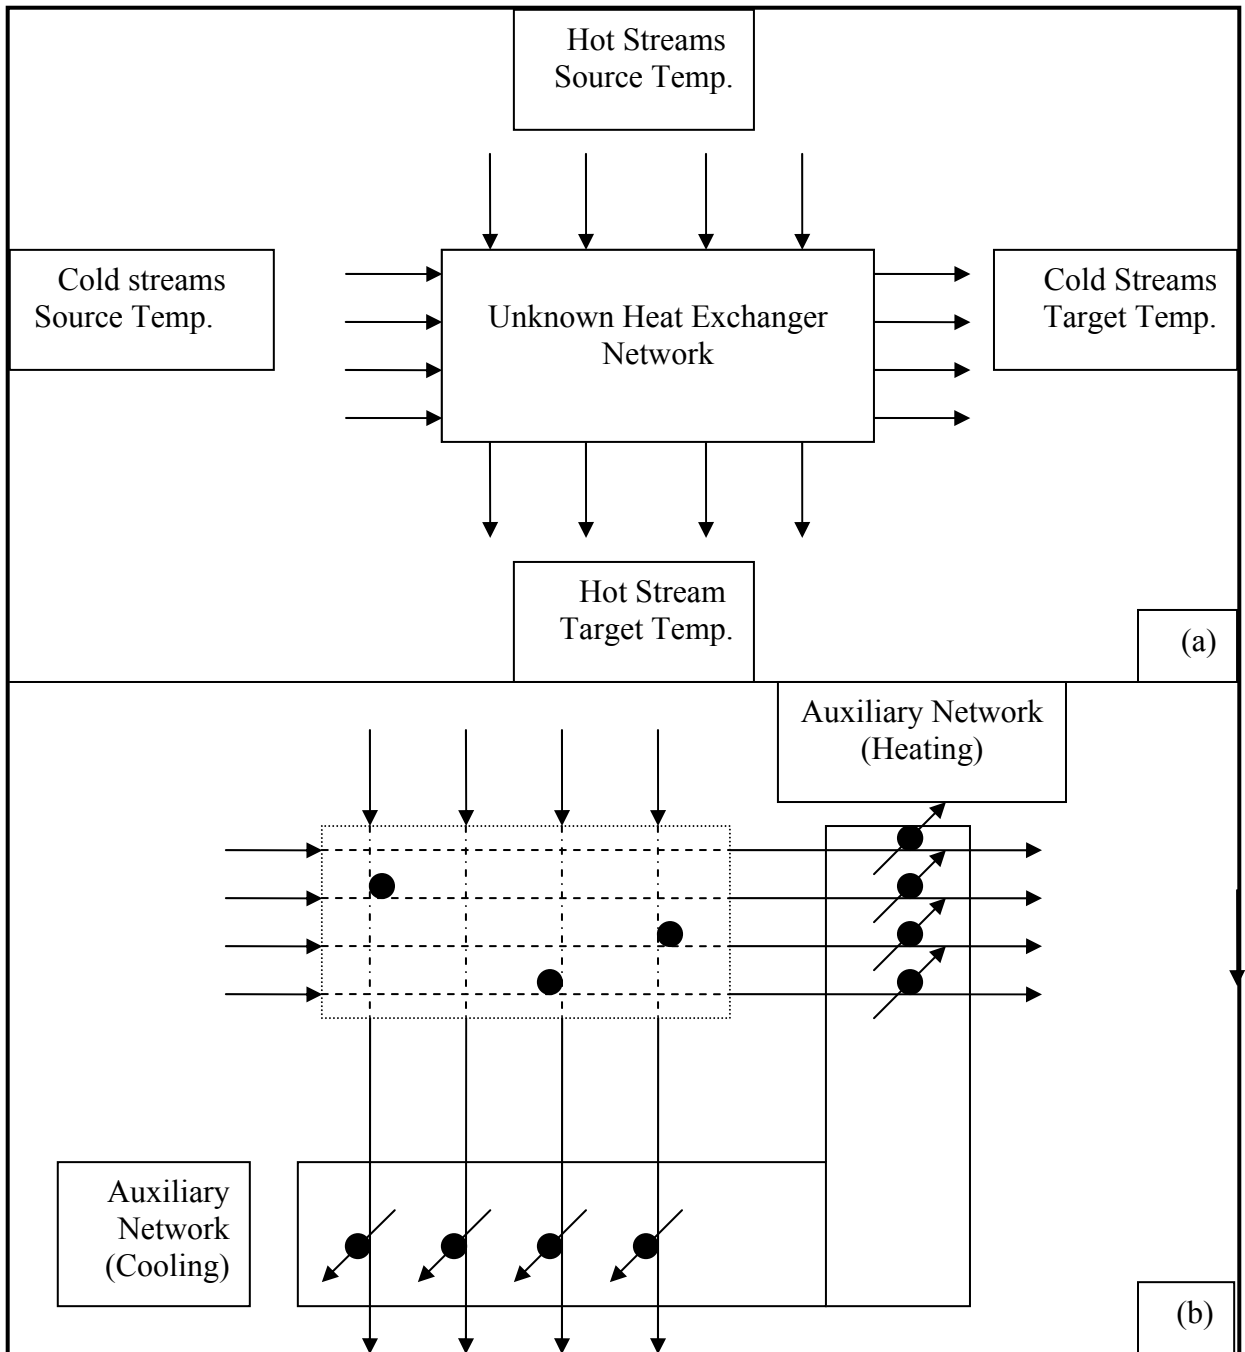 Hot Streams
Source Temp.
Cold streams
Source Temp.
Unknown Heat Exchanger
Network
Cold Streams
Target Temp.
Hot Stream
Target Temp.
(a)
Auxiliary Network
(Heating)
Auxiliary
Network
(Cooling)
(b)